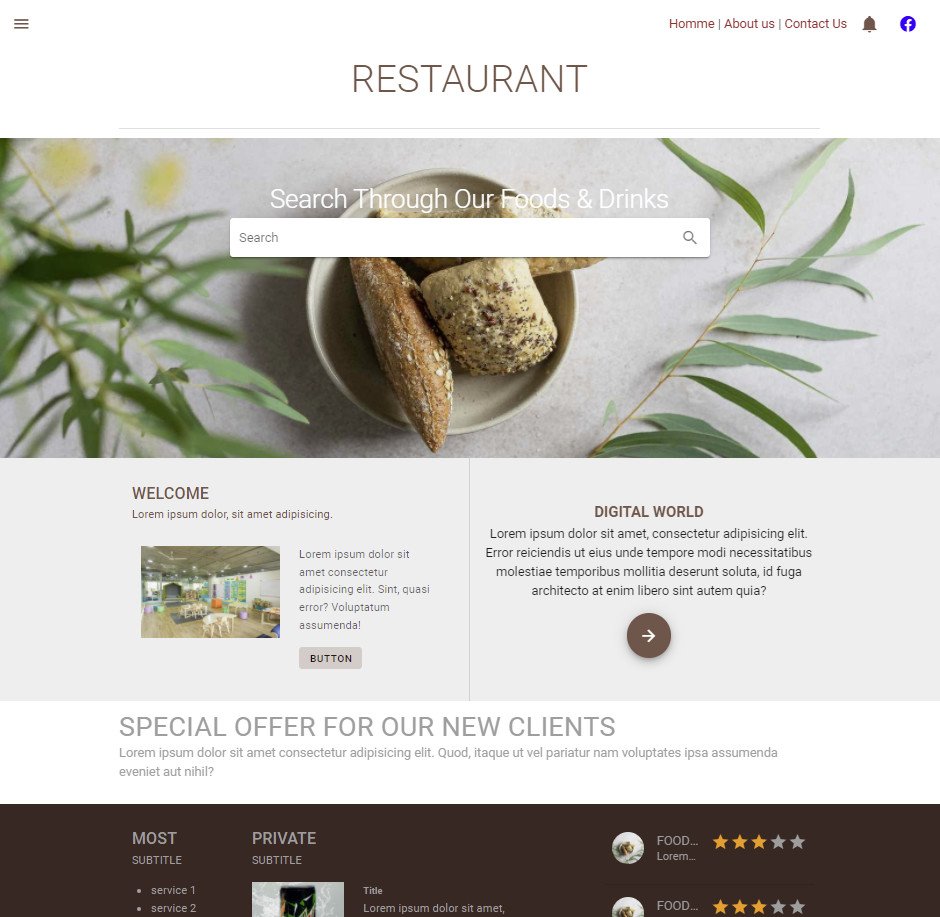 Homme | About us | Contact Us
RESTAURANT
Search Through Our Foods & Drinks
Search
WELCOME
Lorem ipsum dolor, sit amet adipisicing.
Lorem ipsum dolor sit
amet consectetur
adipisicing elit. Sint, quasi
error? Voluptatum
assumenda!
BUTTON
DIGITAL WORLD
Lorem ipsum dolor sit amet, consectetur adipisicing elit.
Error reiciendis ut eius unde tempore modi necessitatibus
molestiae temporibus mollitia deserunt soluta, id fuga
architecto at enim libero sint autem quia?
SPECIAL OFFER FOR OUR NEW CLIENTS
Lorem ipsum dolor sit amet consectetur adipisicing elit. Quod, itaque ut vel pariatur nam voluptates ipsa assumenda
eveniet aut nihil?
MOST
SUBTITLE
service 1
service 2
PRIVATE
SUBTITLE
Title
Lorem ipsum dolor sit amet,
FOOD...
Lorem...
FOOD...